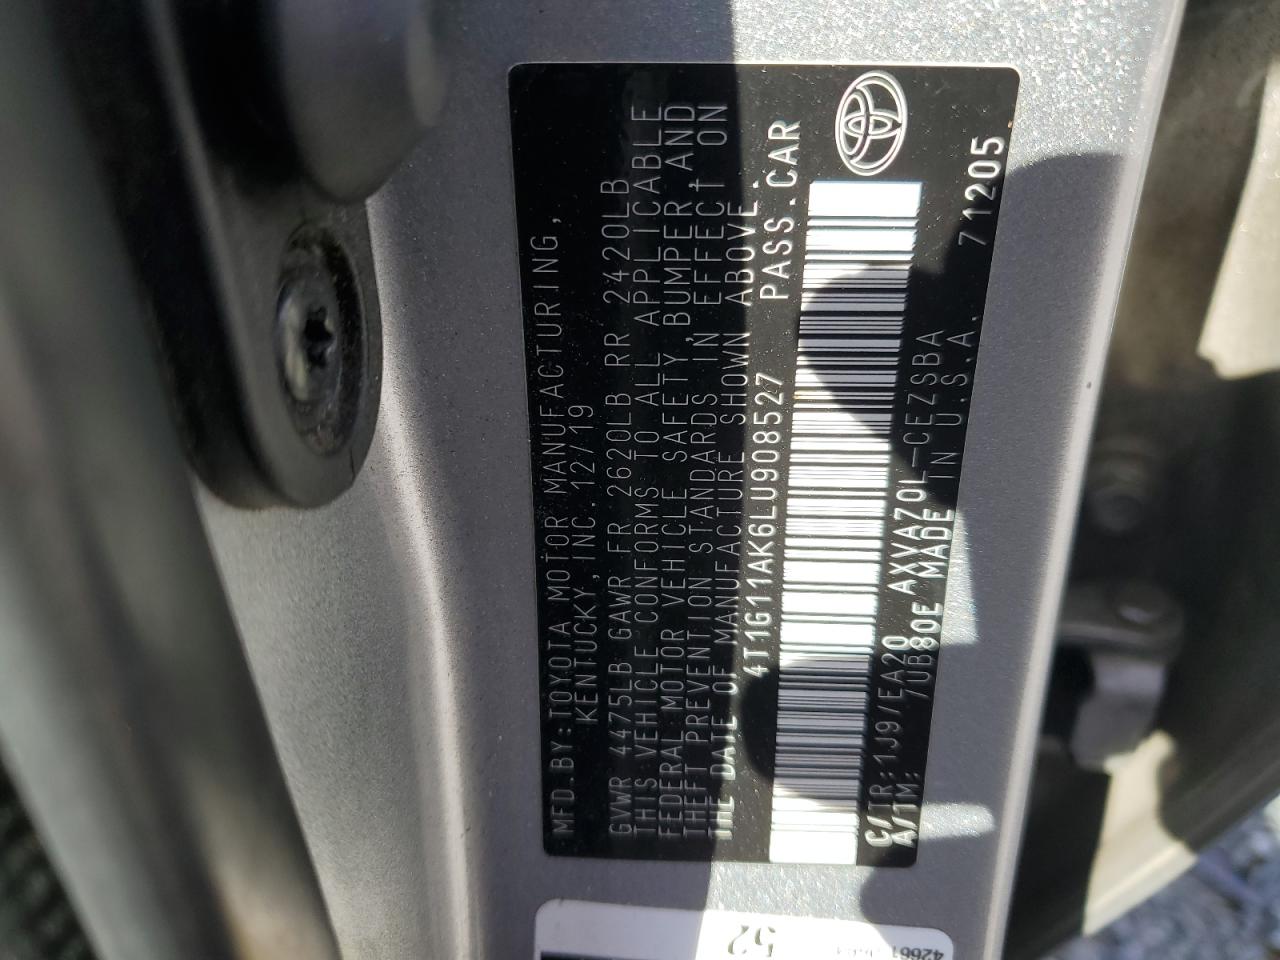 MFD.BY:TOYOTA MOTOR MANUFACTURING,
KENTUCKY,INC.12/19
GVWR 4475LB GAWR FR 2620LB RR 2420LB
THIS VEHICLE CONFORMS TO ALL APPLICABLE
FEDERAL MOTOR VEHICLE SAFETY,BUMPER,AND
THEFT PREVENTION STANDARDS IN EFFECT ON
THE DATE OF MANUFACTURE SHOWN ABOVE.
4T1G11AK6LU908527 PASS.CAR
C/TR:1J9/EA20 AXVA70L-CEZSBA
A/TM: /UB80E MADE IN U.S.A. 71205
52